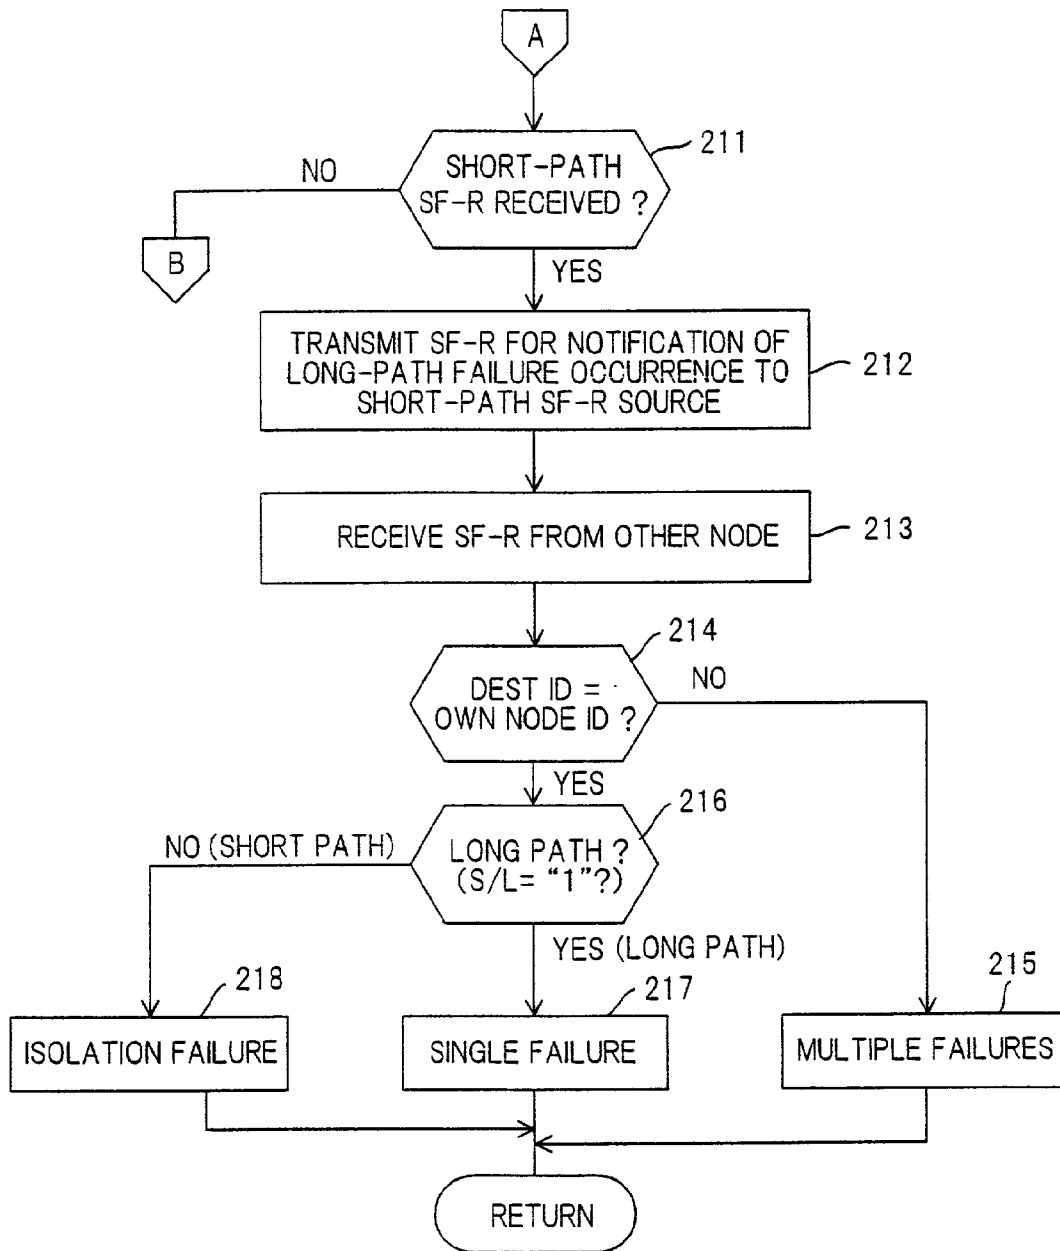 A
211
SHORT-PATH
SF-R RECEIVED ?
NO
B
YES
TRANSMIT SF-R FOR NOTIFICATION OF
LONG-PATH FAILURE OCCURRENCE TO
SHORT-PATH SF-R SOURCE
212
RECEIVE SF-R FROM OTHER NODE
213
214
DEST ID =
OWN NODE ID ?
NO
YES
216
LONG PATH ?
(S/L= “1”?)
NO (SHORT PATH)
YES (LONG PATH)
218
217
215
ISOLATION FAILURE
SINGLE FAILURE
MULTIPLE FAILURES
RETURN